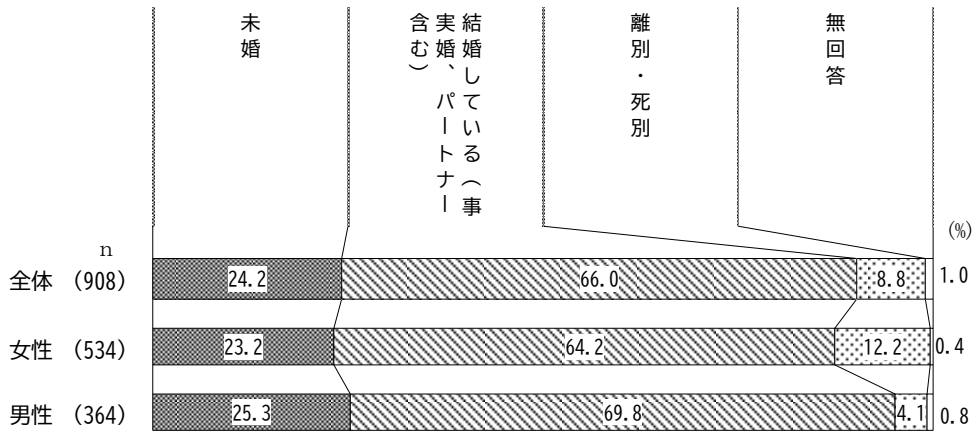 未婚
結婚している（事
実婚、パートナー
含む）
離別・死別
無回答
(%)
n
全体 (908) 24.2 66.0 8.8 1.0
女性 (534) 23.2 64.2 12.2 0.4
男性 (364) 25.3 69.8 4.1 0.8